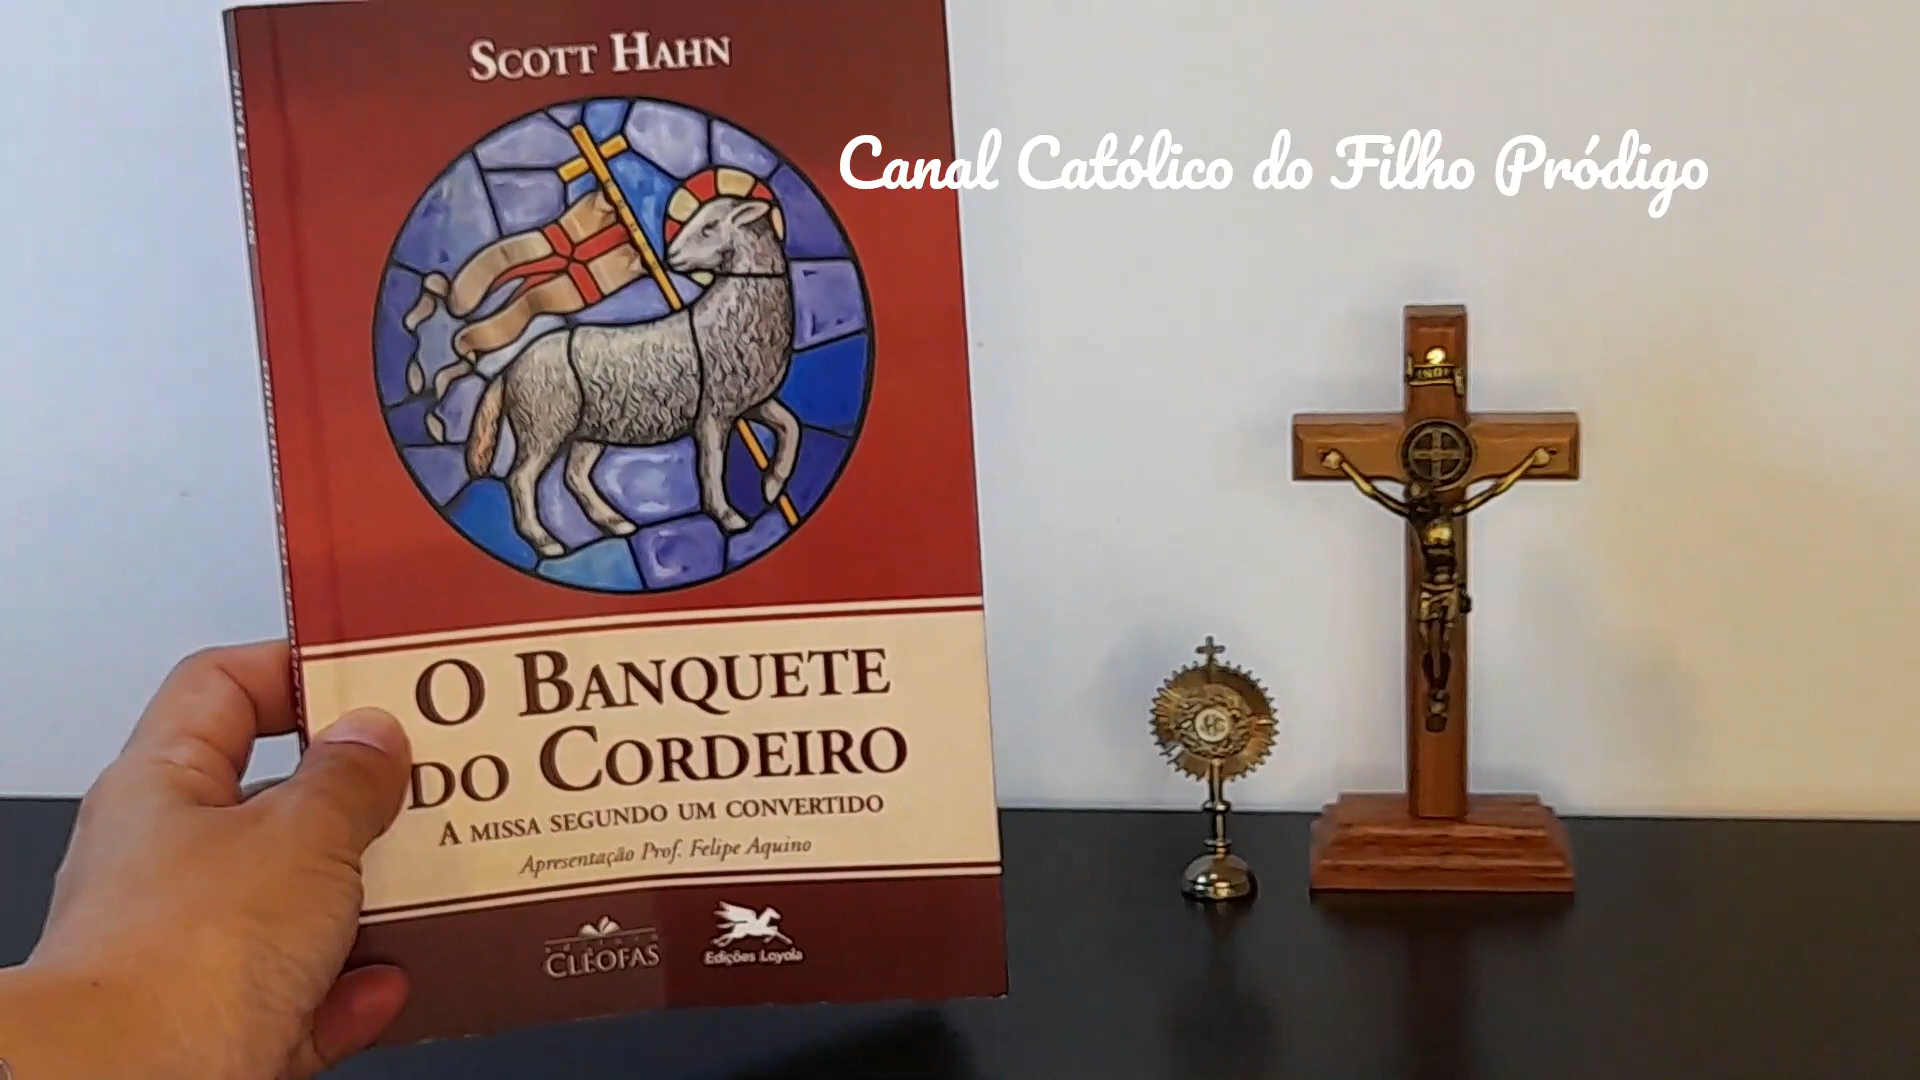 SCOTT HAHN
Canal Católico do Filho Pródigo
INRI
O BANQUETE
DO CORDEIRO
A MISSA SEGUNDO UM CONVERTIDO
Apresentação Prof. Felipe Aquino
CLÉOFAS
Edições Loyola